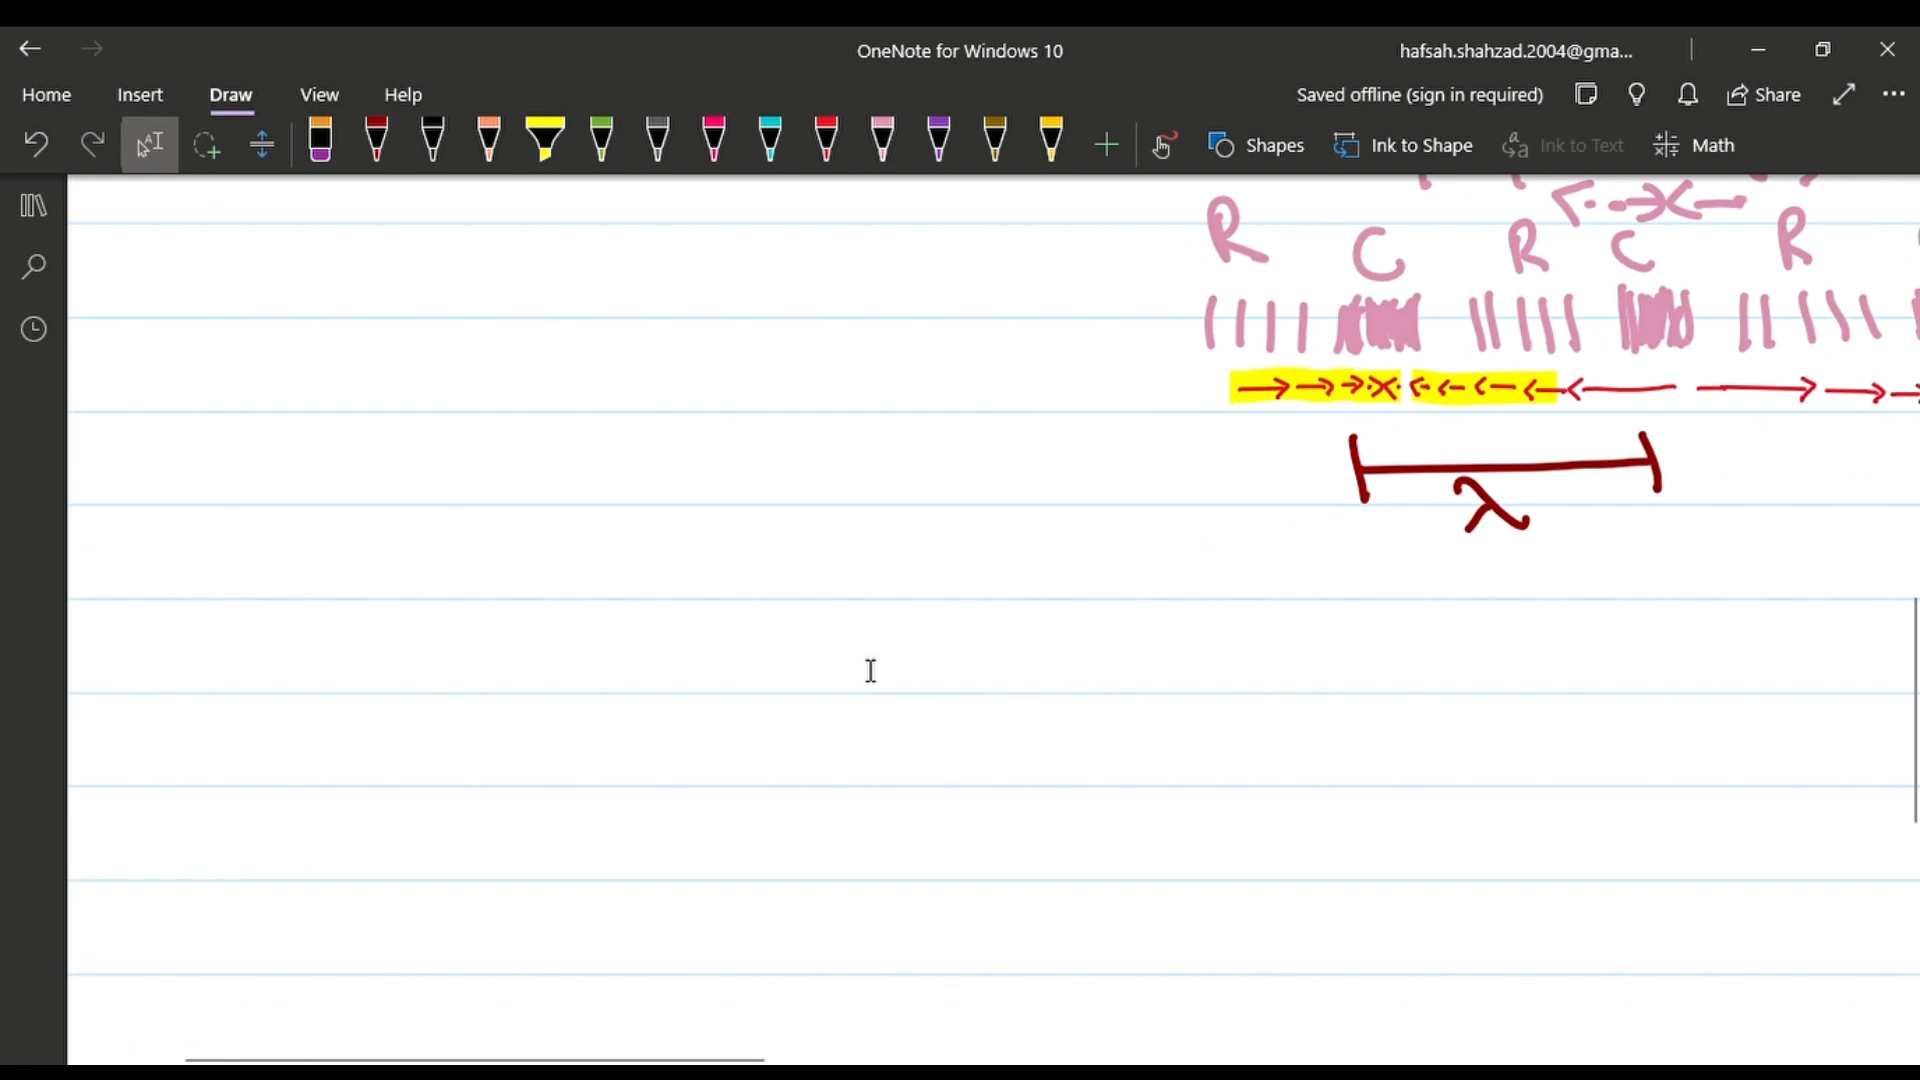 OneNote for Windows 10
hafsah.shahzad.2004@gma...
Home Insert Draw View Help
Saved offline (sign in required) Share
Shapes Ink to Shape Ink to Text Math
R C R C R
λ